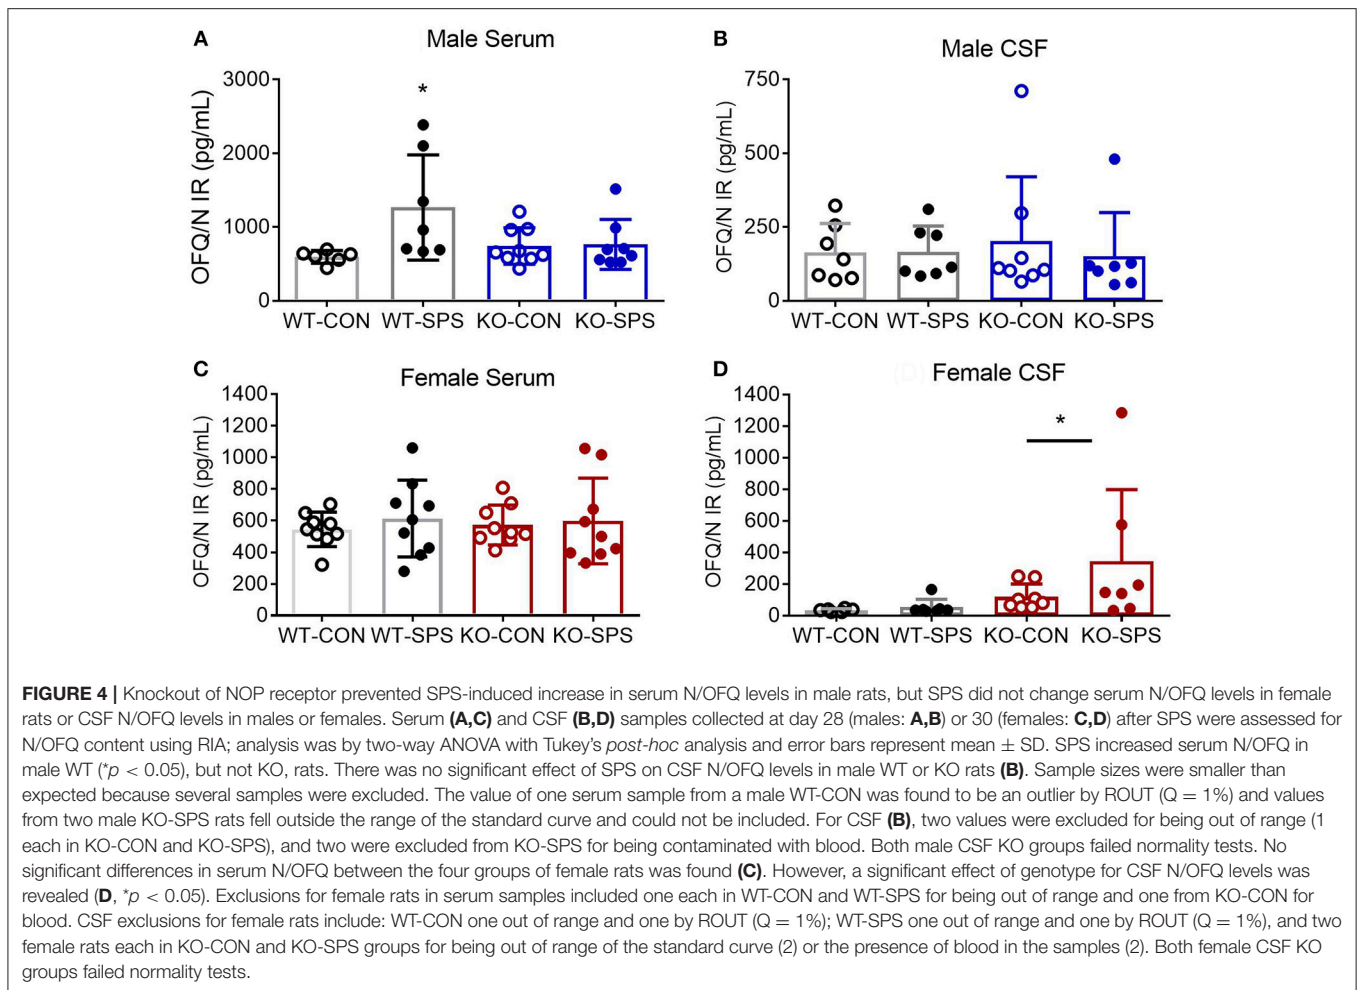 A
Male Serum
OFQ/N IR (pg/mL)
3000
2000
1000
0
*
WT-CON WT-SPS KO-CON KO-SPS
B
Male CSF
OFQ/N IR (pg/mL)
750
500
250
0
WT-CON WT-SPS KO-CON KO-SPS
C
Female Serum
OFQ/N IR (pg/mL)
1400
1200
1000
800
600
400
200
0
WT-CON WT-SPS KO-CON KO-SPS
D
Female CSF
OFQ/N IR (pg/mL)
1400
1200
1000
800
600
400
200
0
*
WT-CON WT-SPS KO-CON KO-SPS
FIGURE 4 | Knockout of NOP receptor prevented SPS-induced increase in serum N/OFQ levels in male rats, but SPS did not change serum N/OFQ levels in female
rats or CSF N/OFQ levels in males or females. Serum (A,C) and CSF (B,D) samples collected at day 28 (males: A,B) or 30 (females: C,D) after SPS were assessed for
N/OFQ content using RIA; analysis was by two-way ANOVA with Tukey's post-hoc analysis and error bars represent mean ± SD. SPS increased serum N/OFQ in
male WT (*p < 0.05), but not KO, rats. There was no significant effect of SPS on CSF N/OFQ levels in male WT or KO rats (B). Sample sizes were smaller than
expected because several samples were excluded. The value of one serum sample from a male WT-CON was found to be an outlier by ROUT (Q = 1%) and values
from two male KO-SPS rats fell outside the range of the standard curve and could not be included. For CSF (B), two values were excluded for being out of range (1
each in KO-CON and KO-SPS), and two were excluded from KO-SPS for being contaminated with blood. Both male CSF KO groups failed normality tests. No
significant differences in serum N/OFQ between the four groups of female rats was found (C). However, a significant effect of genotype for CSF N/OFQ levels was
revealed (D, *p < 0.05). Exclusions for female rats in serum samples included one each in WT-CON and WT-SPS for being out of range and one from KO-CON for
blood. CSF exclusions for female rats include: WT-CON one out of range and one by ROUT (Q = 1%); WT-SPS one out of range and one by ROUT (Q = 1%), and two
female rats each in KO-CON and KO-SPS groups for being out of range of the standard curve (2) or the presence of blood in the samples (2). Both female CSF KO
groups failed normality tests.